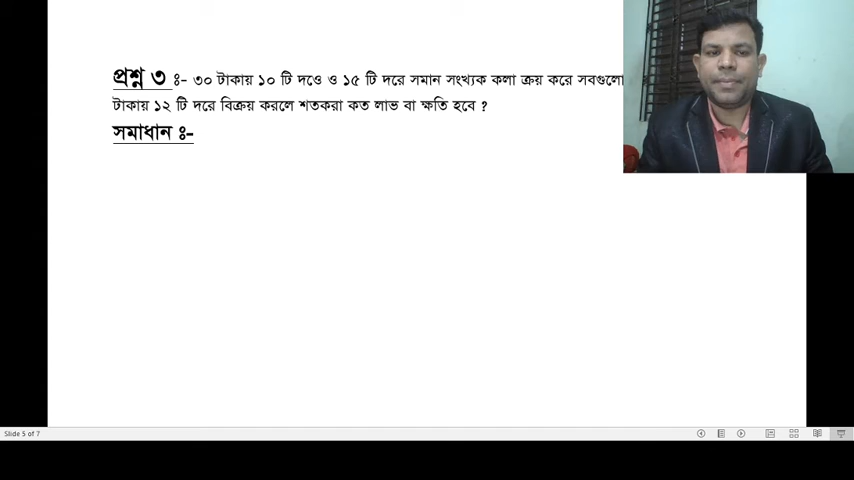 প্রশ্ন ৩ ঃ- ৩০ টাকায় ১০ টি দওে ও ১৫ টি দরে সমান সংখ্যক কলা ক্রয় করে সবগুলো
টাকায় ১২ টি দরে বিক্রয় করলে শতকরা কত লাভ বা ক্ষতি হবে ?
সমাধান ঃ-
Slide 5 of 7